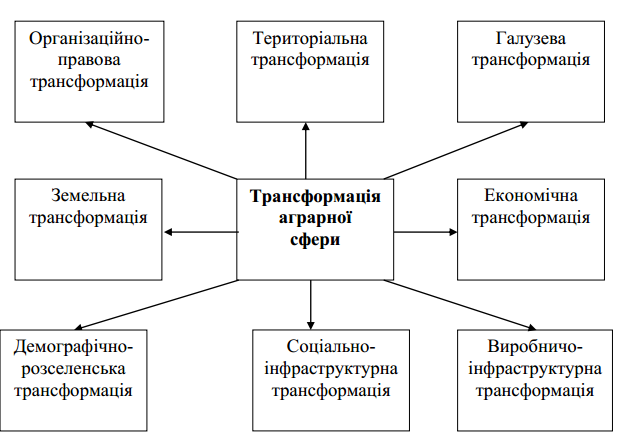 Організаційно-
правова
трансформація
Територіальна
трансформація
Галузева
трансформація
Земельна
трансформація
Трансформація
аграрної
сфери
Економічна
трансформація
Демографічно-
розселенська
трансформація
Соціально-
інфраструктурна
трансформація
Виробничо-
інфраструктурна
трансформація